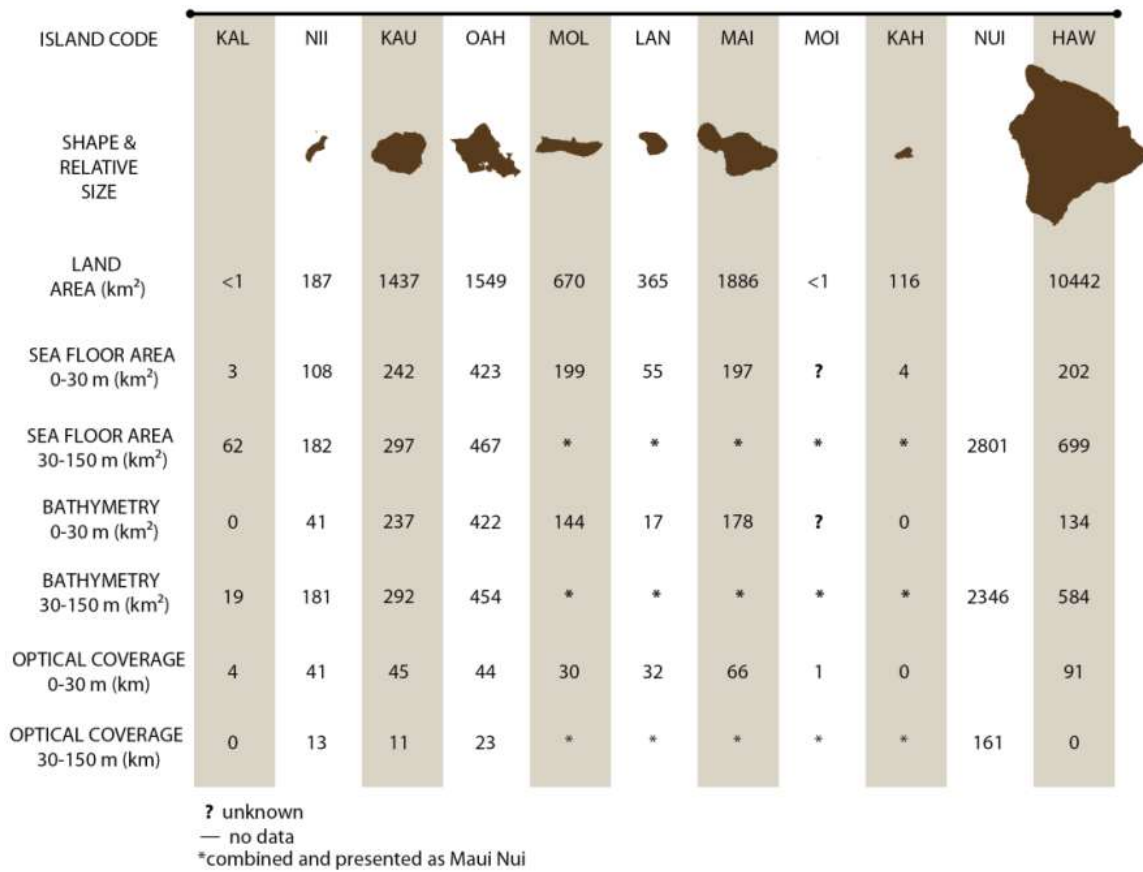 ISLAND CODE KAL NII KAU OAH MOL LAN MAI MOI KAH NUI HAW
SHAPE &
RELATIVE
SIZE
LAND
AREA (km²) <1 187 1437 1549 670 365 1886 <1 116 10442
SEA FLOOR AREA
0-30 m (km²) 3 108 242 423 199 55 197 ? 4 202
SEA FLOOR AREA
30-150 m (km²) 62 182 297 467 * * * * * 2801 699
BATHYMETRY
0-30 m (km²) 0 41 237 422 144 17 178 ? 0 134
BATHYMETRY
30-150 m (km²) 19 181 292 454 * * * * * 2346 584
OPTICAL COVERAGE
0-30 m (km) 4 41 45 44 30 32 66 1 0 91
OPTICAL COVERAGE
30-150 m (km) 0 13 11 23 * * * * * 161 0
? unknown
— no data
*combined and presented as Maui Nui